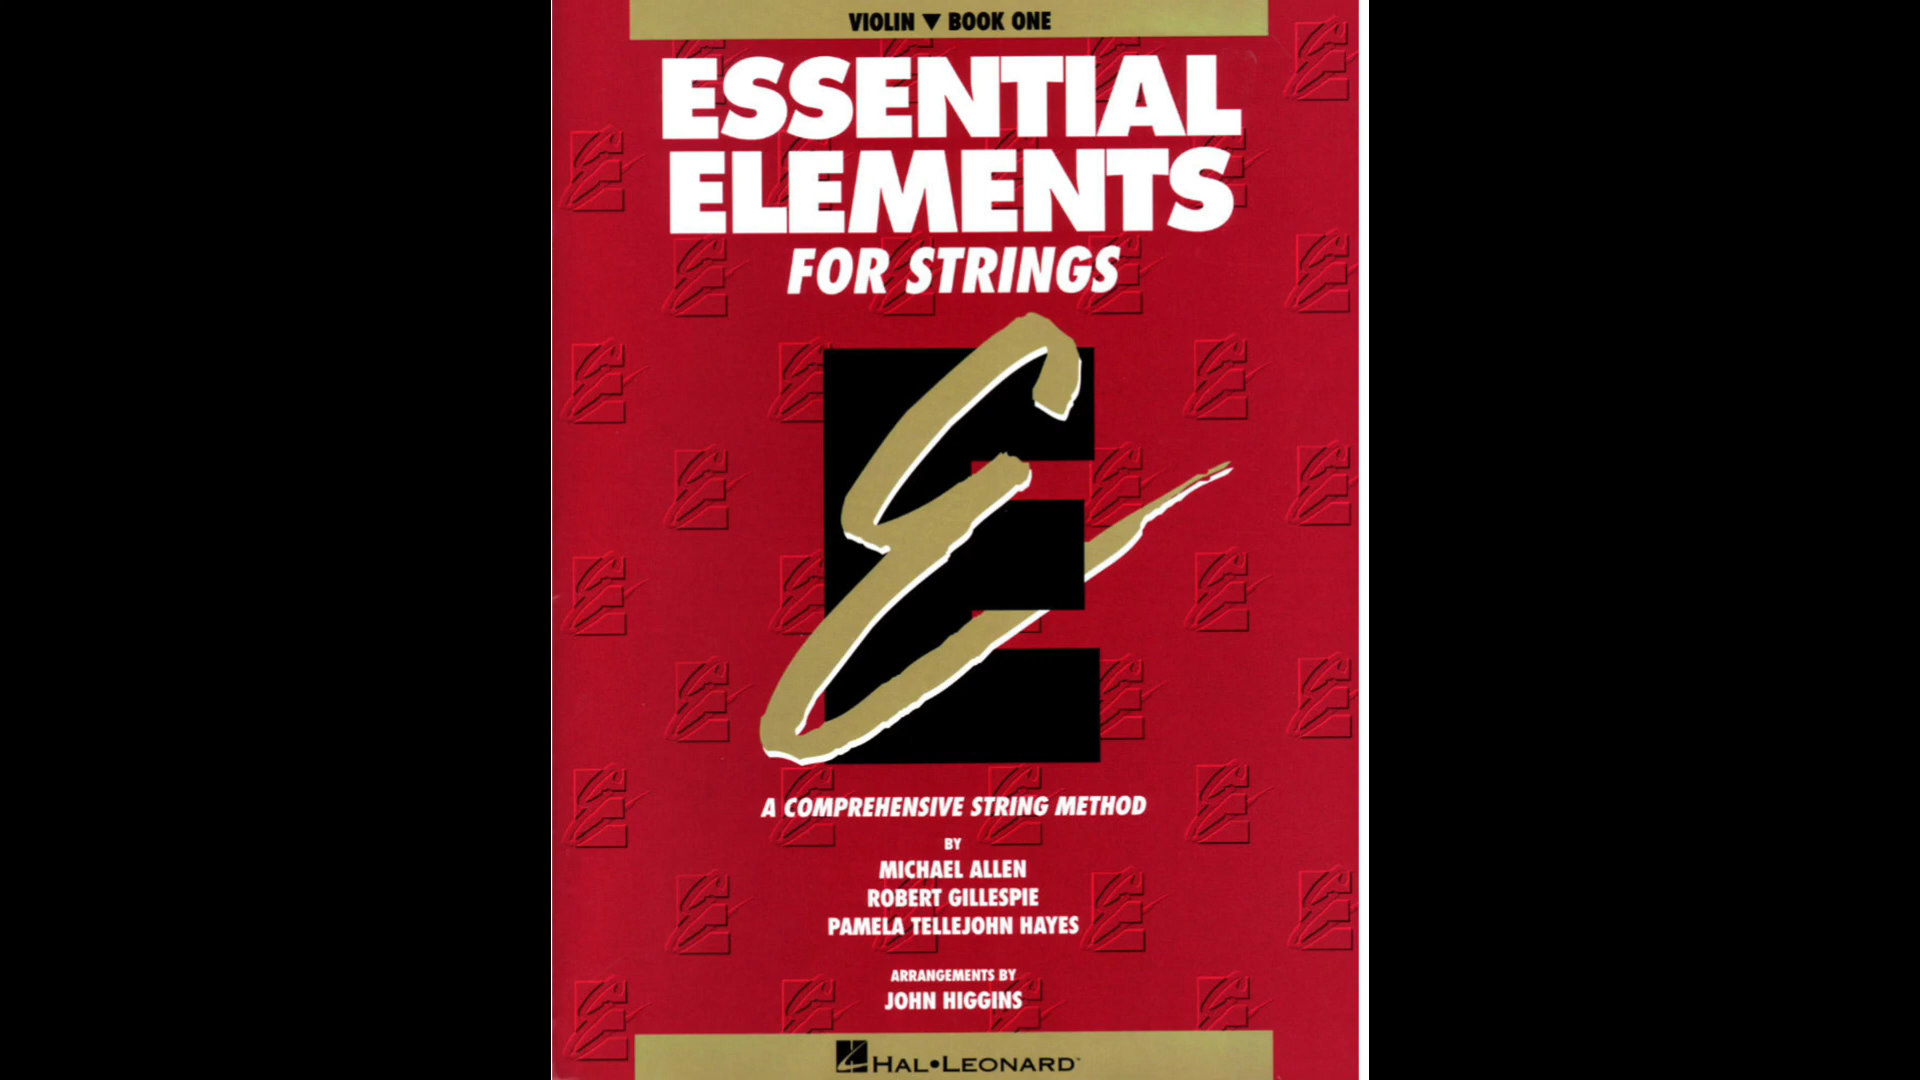 VIOLIN ▼ BOOK ONE
ESSENTIAL
ELEMENTS
FOR STRINGS
A COMPREHENSIVE STRING METHOD
BY
MICHAEL ALLEN
ROBERT GILLESPIE
PAMELA TELLEJOHN HAYES
ARRANGEMENTS BY
JOHN HIGGINS
HAL•LEONARD